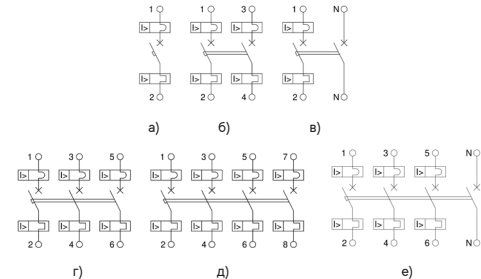 1 1 3 1 N
I> I> I> I>
I> I> I> I>
2 2 4 2 N
а) б) в)
1 3 5 1 3 5 7 1 3 5 N
I> I> I> I> I> I> I> I> I> I>
I> I> I> I> I> I> I> I> I> I>
2 4 6 2 4 6 8 2 4 6 N
г) д) е)